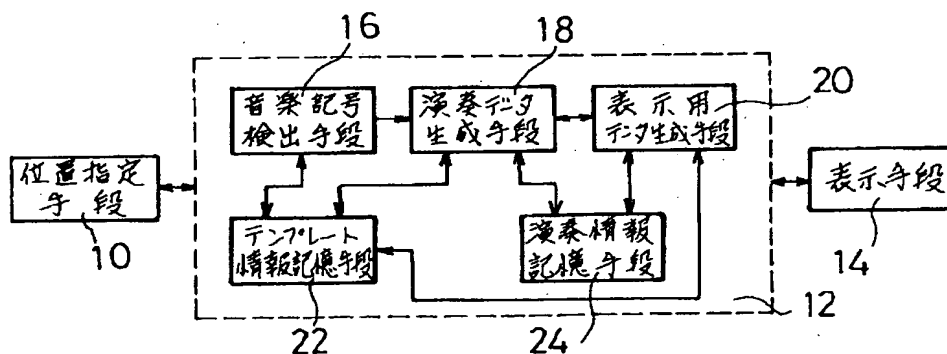 16
18
20
音楽記号
検出手段
演奏データ
生成手段
表示用
データ生成手段
位置指定
手段
10
表示手段
14
テンプレート
情報記憶手段
22
演奏情報
記憶手段
24
12